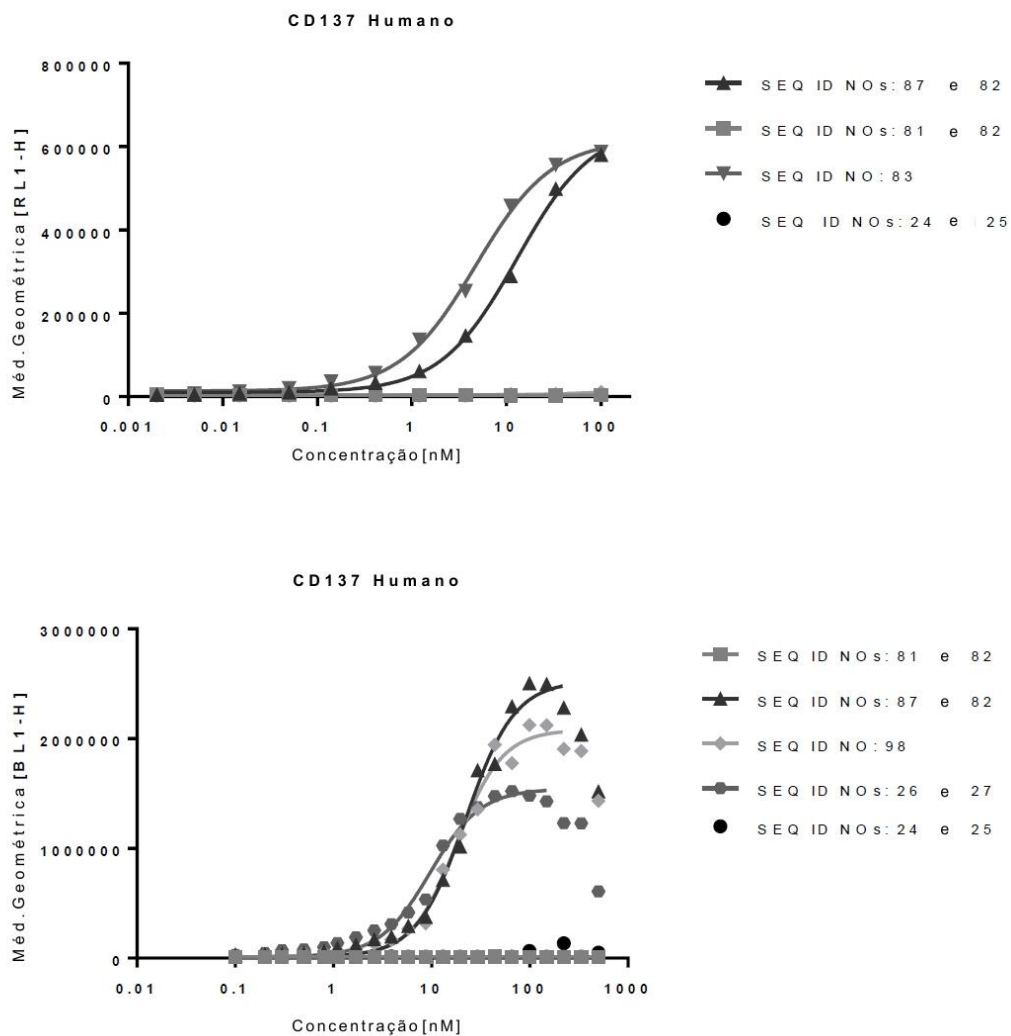 CD137 Humano
Méd.Geométrica[RL1-H]
800000
600000
400000
200000
0
0.001 0.01 0.1 1 10 100
Concentração[nM]
SEQ ID NOs:87 e 82
SEQ ID NOs:81 e 82
SEQ ID NO:83
SEQ ID NOs:24 e 25
CD137 Humano
Méd.Geométrica[BL1-H]
3000000
2000000
1000000
0
0.01 0.1 1 10 100 1000
Concentração[nM]
SEQ ID NOs:81 e 82
SEQ ID NOs:87 e 82
SEQ ID NO:98
SEQ ID NOs:26 e 27
SEQ ID NOs:24 e 25